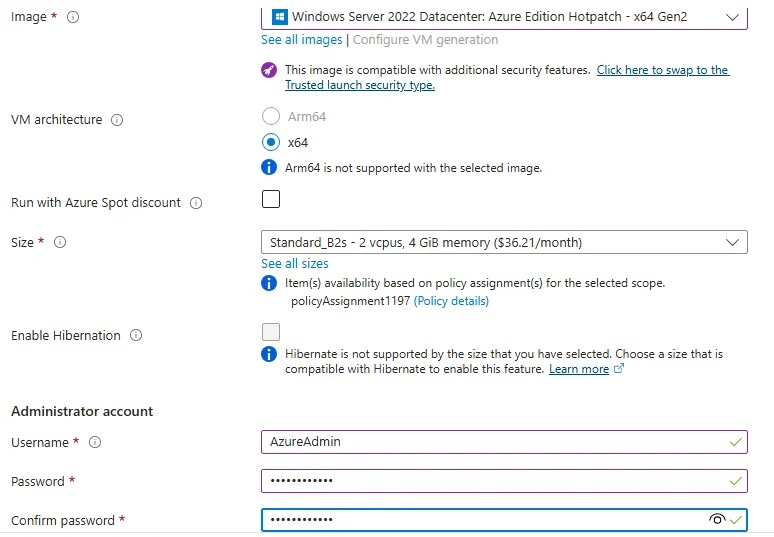 Image *
Windows Server 2022 Datacenter: Azure Edition Hotpatch - x64 Gen2
See all images | Configure VM generation
This image is compatible with additional security features. Click here to swap to the
Trusted launch security type.
VM architecture
Arm64
x64
Arm64 is not supported with the selected image.
Run with Azure Spot discount
Size *
Standard_B2s - 2 vcpus, 4 GiB memory ($36.21/month)
See all sizes
Item(s) availability based on policy assignment(s) for the selected scope.
policyAssignment1197 (Policy details)
Enable Hibernation
Hibernate is not supported by the size that you have selected. Choose a size that is
compatible with Hibernate to enable this feature. Learn more
Administrator account
Username *
AzureAdmin
Password *
••••••••••••
Confirm password *
••••••••••••